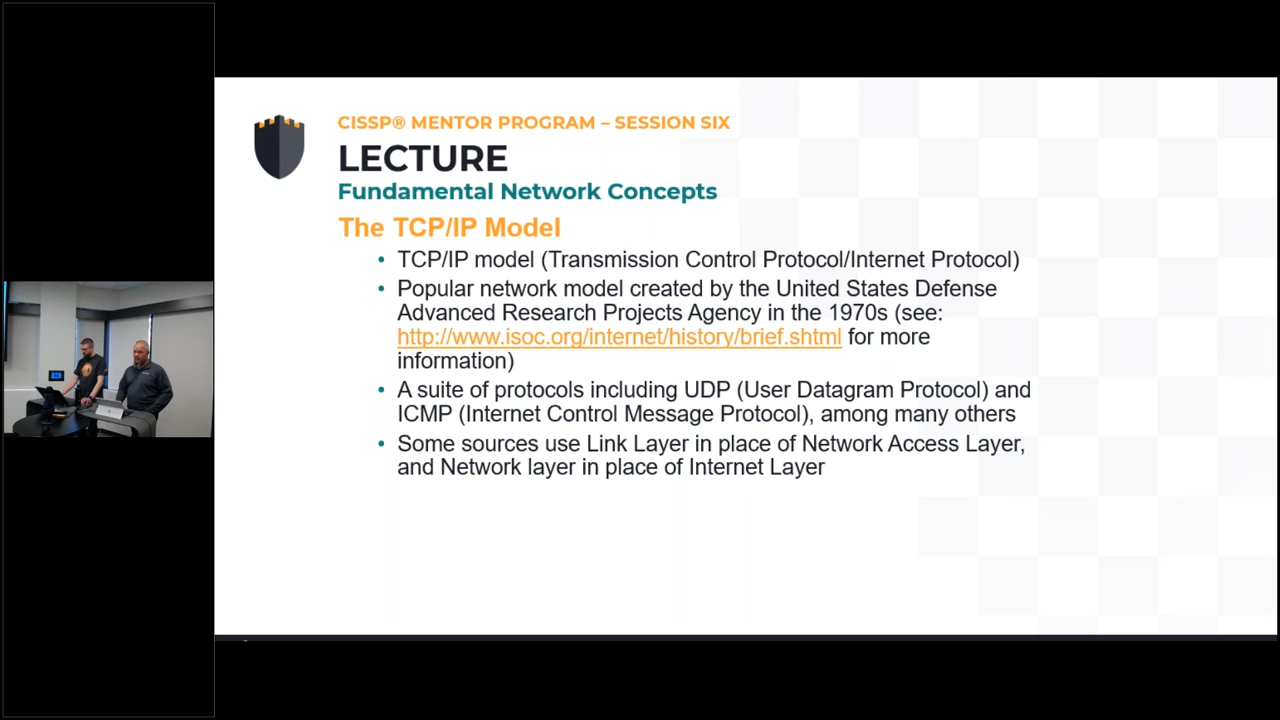 CISSP® MENTOR PROGRAM – SESSION SIX
LECTURE
Fundamental Network Concepts
The TCP/IP Model
• TCP/IP model (Transmission Control Protocol/Internet Protocol)
• Popular network model created by the United States Defense
Advanced Research Projects Agency in the 1970s (see:
http://www.isoc.org/internet/history/brief.shtml for more
information)
• A suite of protocols including UDP (User Datagram Protocol) and
ICMP (Internet Control Message Protocol), among many others
• Some sources use Link Layer in place of Network Access Layer,
and Network layer in place of Internet Layer